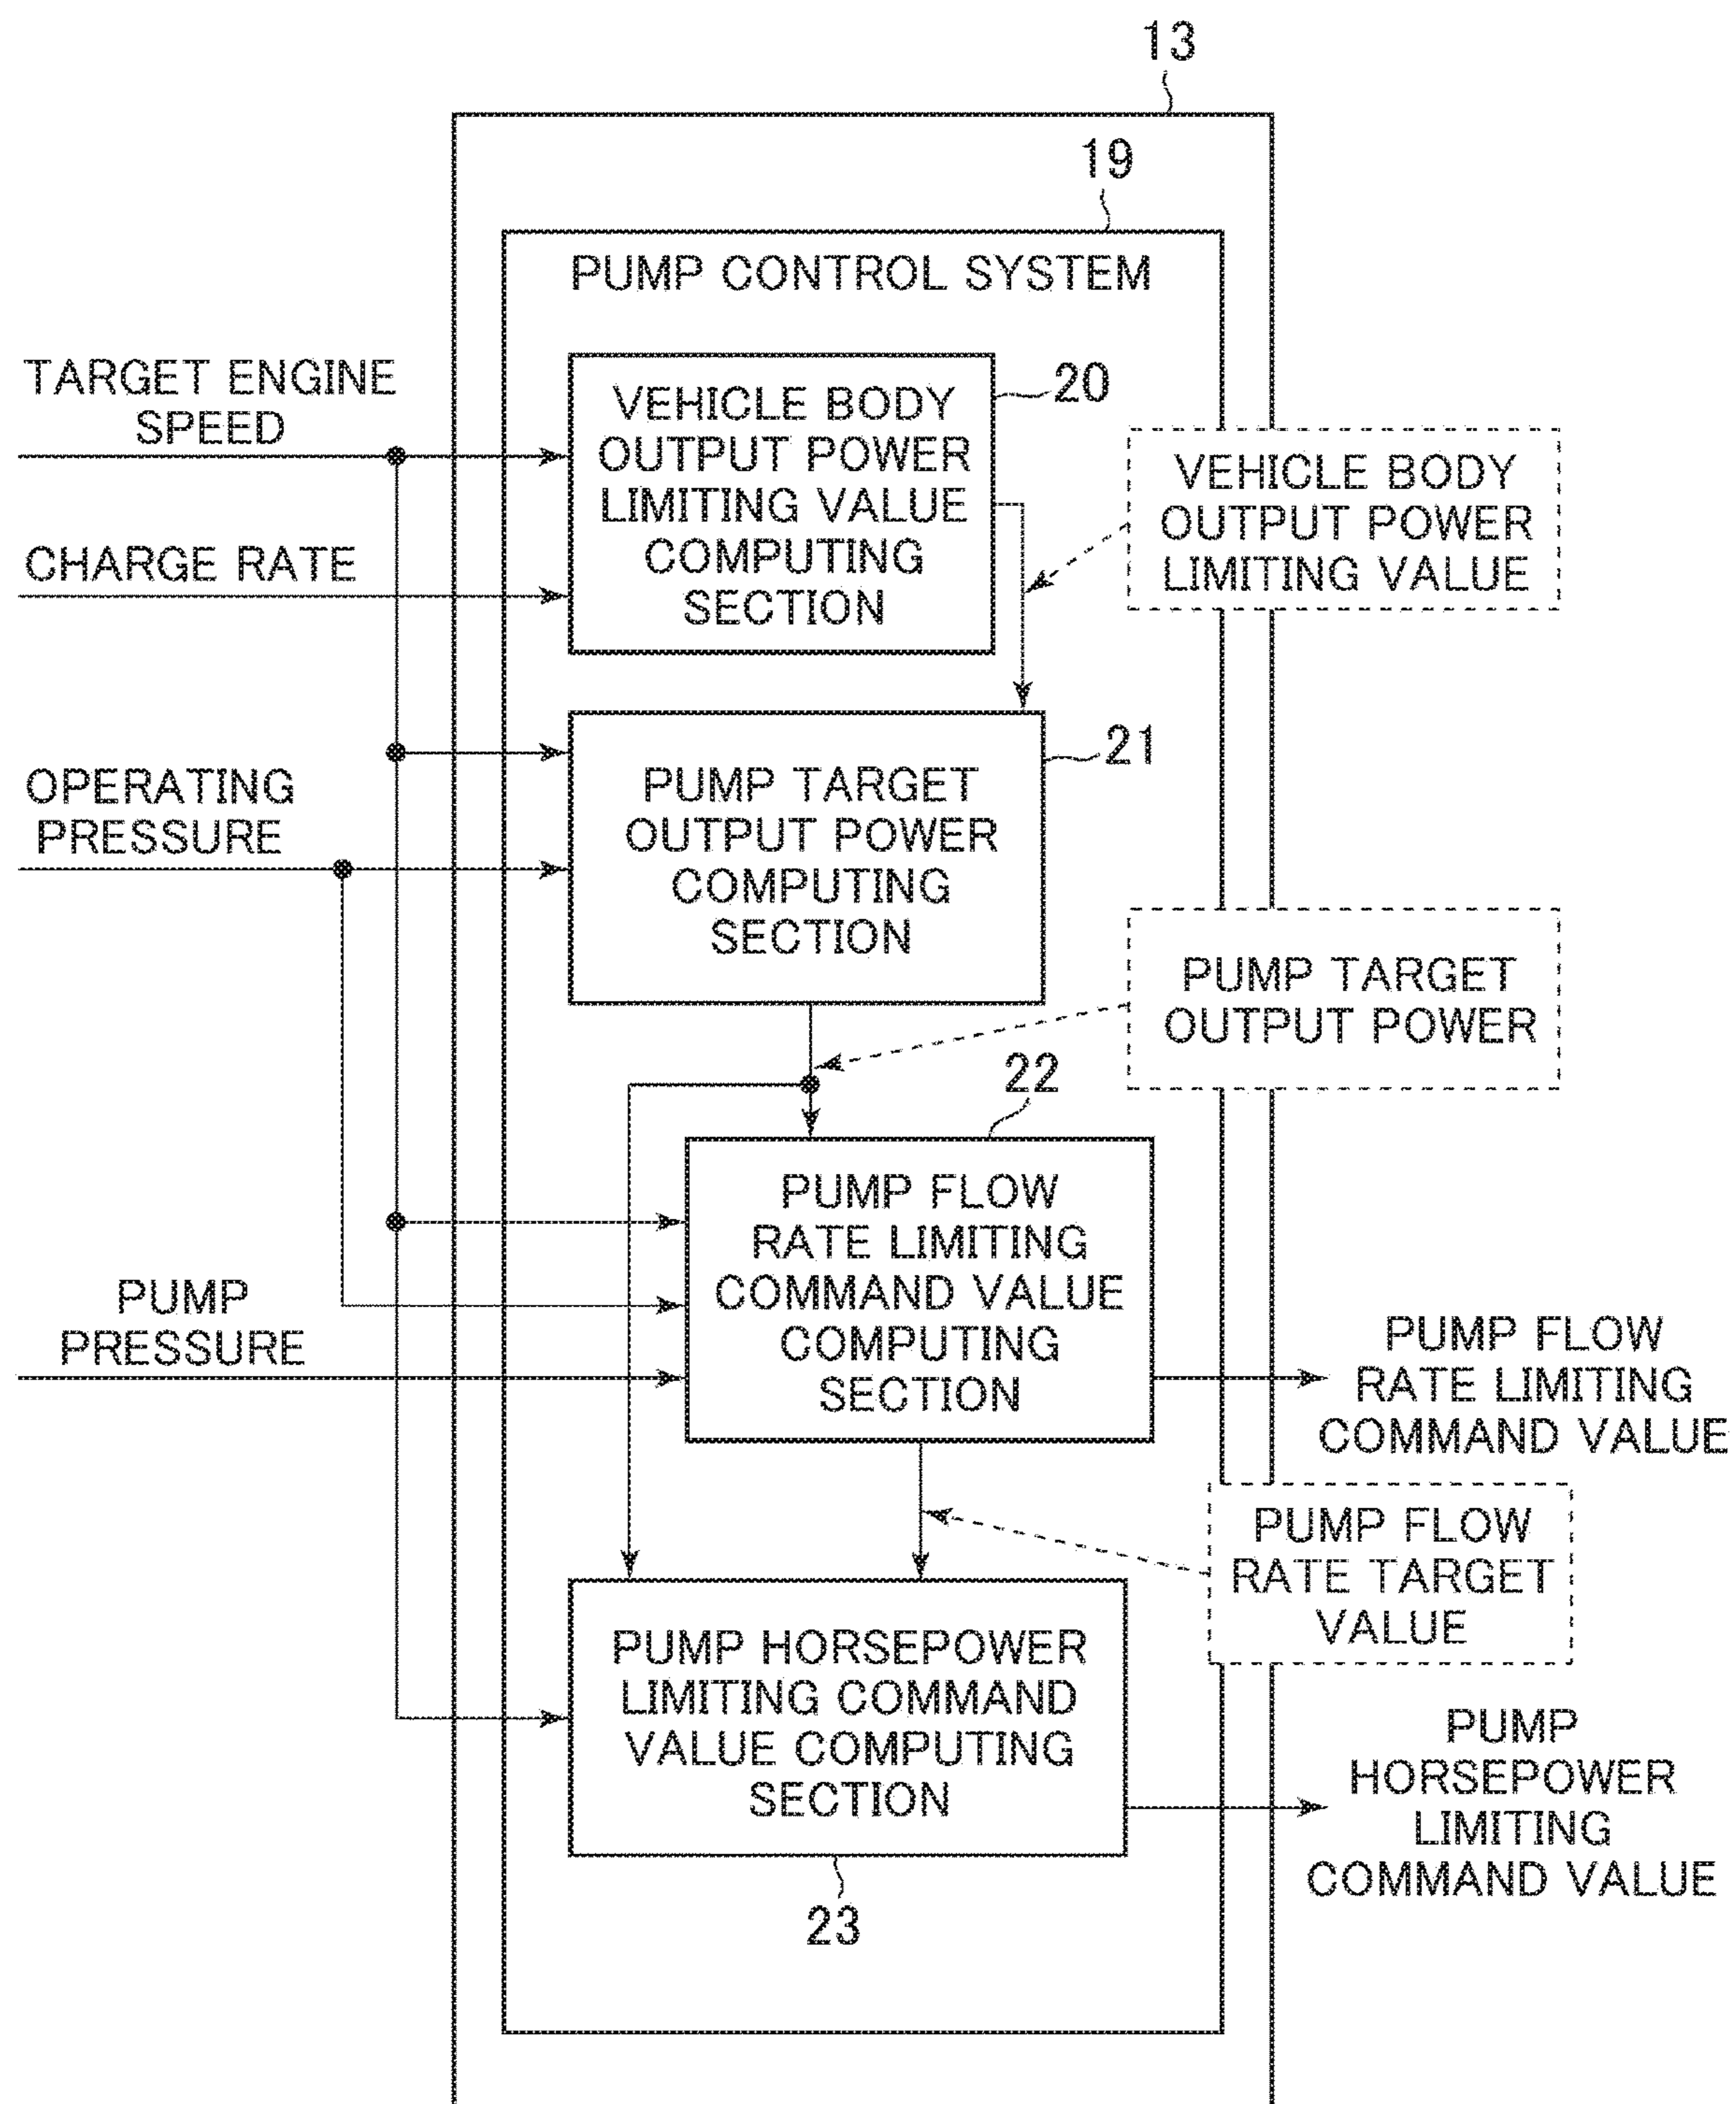 13
19
PUMP CONTROL SYSTEM
TARGET ENGINE
SPEED
CHARGE RATE
VEHICLE BODY
OUTPUT POWER
LIMITING VALUE
COMPUTING
SECTION
20
VEHICLE BODY
OUTPUT POWER
LIMITING VALUE
OPERATING
PRESSURE
PUMP TARGET
OUTPUT POWER
COMPUTING
SECTION
21
PUMP TARGET
OUTPUT POWER
22
PUMP FLOW
RATE LIMITING
COMMAND VALUE
COMPUTING
SECTION
PUMP
PRESSURE
PUMP FLOW
RATE LIMITING
COMMAND VALUE
PUMP FLOW
RATE TARGET
VALUE
PUMP HORSEPOWER
LIMITING COMMAND
VALUE COMPUTING
SECTION
23
PUMP
HORSEPOWER
LIMITING
COMMAND VALUE